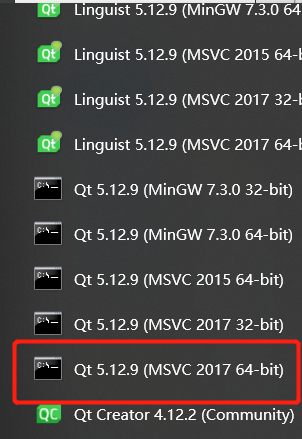 Linguist 5.12.9 (MinGW 7.3.0 64
Linguist 5.12.9 (MSVC 2015 64-b
Linguist 5.12.9 (MSVC 2017 32-b
Linguist 5.12.9 (MSVC 2017 64-b
Qt 5.12.9 (MinGW 7.3.0 32-bit)
Qt 5.12.9 (MinGW 7.3.0 64-bit)
Qt 5.12.9 (MSVC 2015 64-bit)
Qt 5.12.9 (MSVC 2017 32-bit)
Qt 5.12.9 (MSVC 2017 64-bit)
Qt Creator 4.12.2 (Community)